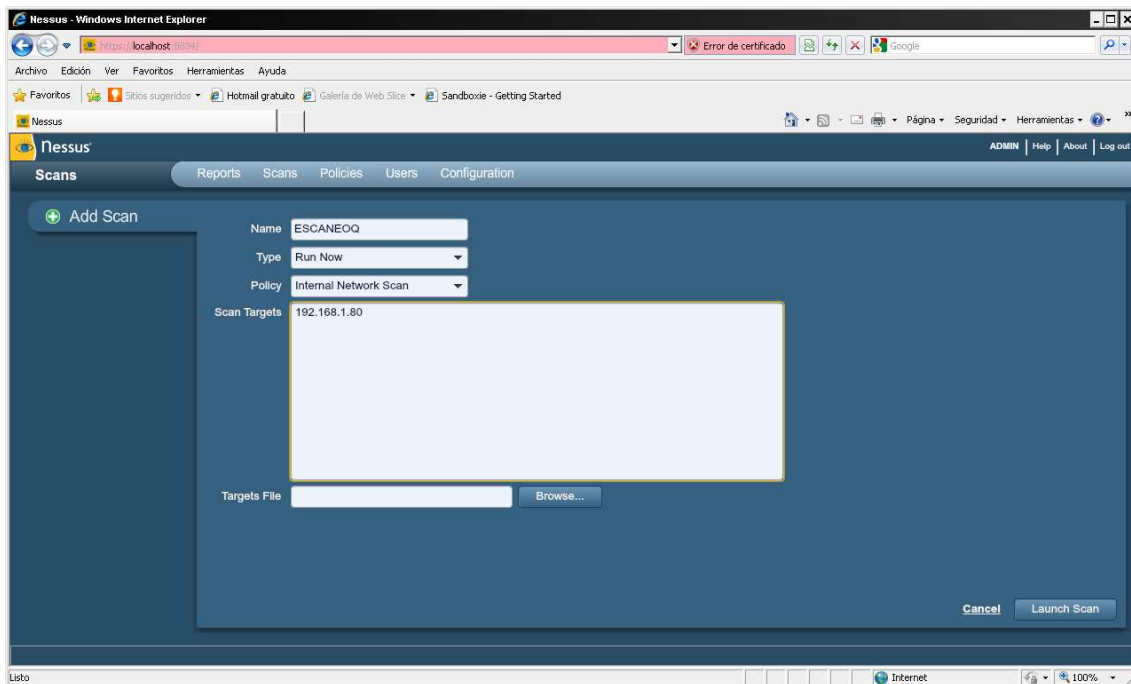 Nessus - Windows Internet Explorer
https://localhost:8834/
Error de certificado
Google
Archivo Edición Ver Favoritos Herramientas Ayuda
Favoritos Sitios sugeridos Hotmail gratuito Galería de Web Slice Sandboxie - Getting Started
Nessus
Página Seguridad Herramientas
Nessus
ADMIN | Help | About | Log out
Scans
Reports Scans Policies Users Configuration
Add Scan
Name ESCANEOQ
Type Run Now
Policy Internal Network Scan
Scan Targets 192.168.1.80
Targets File Browse...
Cancel Launch Scan
Listo Internet 100%